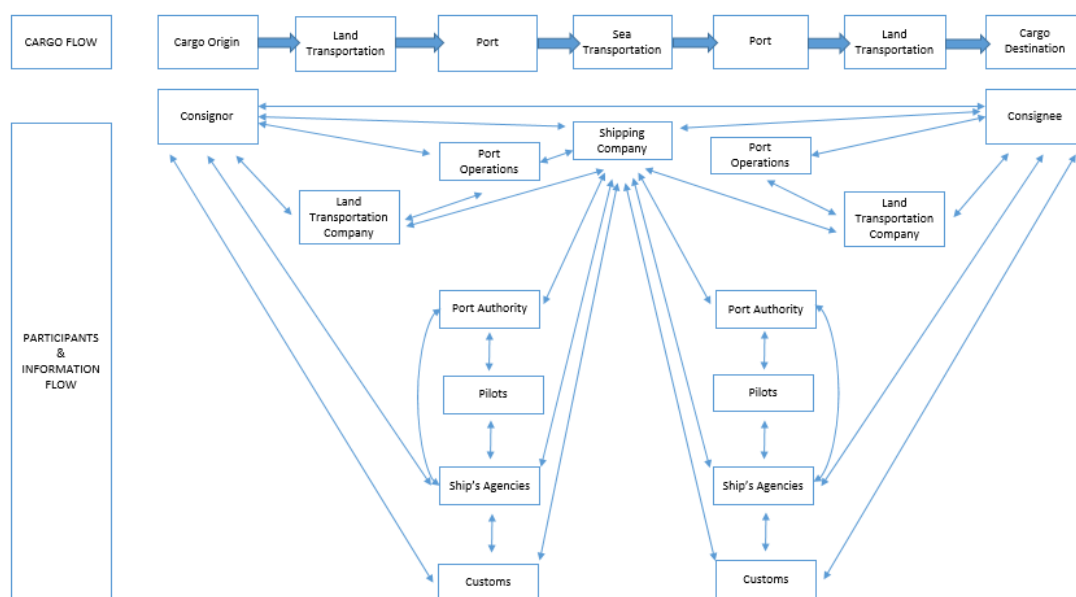 CARGO FLOW
Cargo Origin
Land
Transportation
Port
Sea
Transportation
Port
Land
Transportation
Cargo
Destination
PARTICIPANTS
&
INFORMATION
FLOW
Consignor
Consignee
Shipping
Company
Port
Operations
Port
Operations
Land
Transportation
Company
Land
Transportation
Company
Port Authority
Port Authority
Pilots
Pilots
Ship's Agencies
Ship's Agencies
Customs
Customs